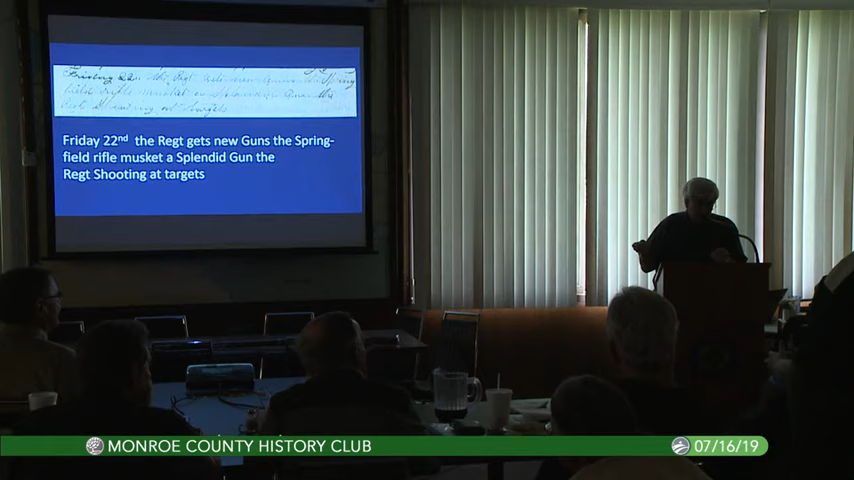 Friday 22nd the Regt gets new Guns the Spring-
field rifle musket a Splendid Gun the
Regt Shooting at targets
MONROE COUNTY HISTORY CLUB
07/16/19